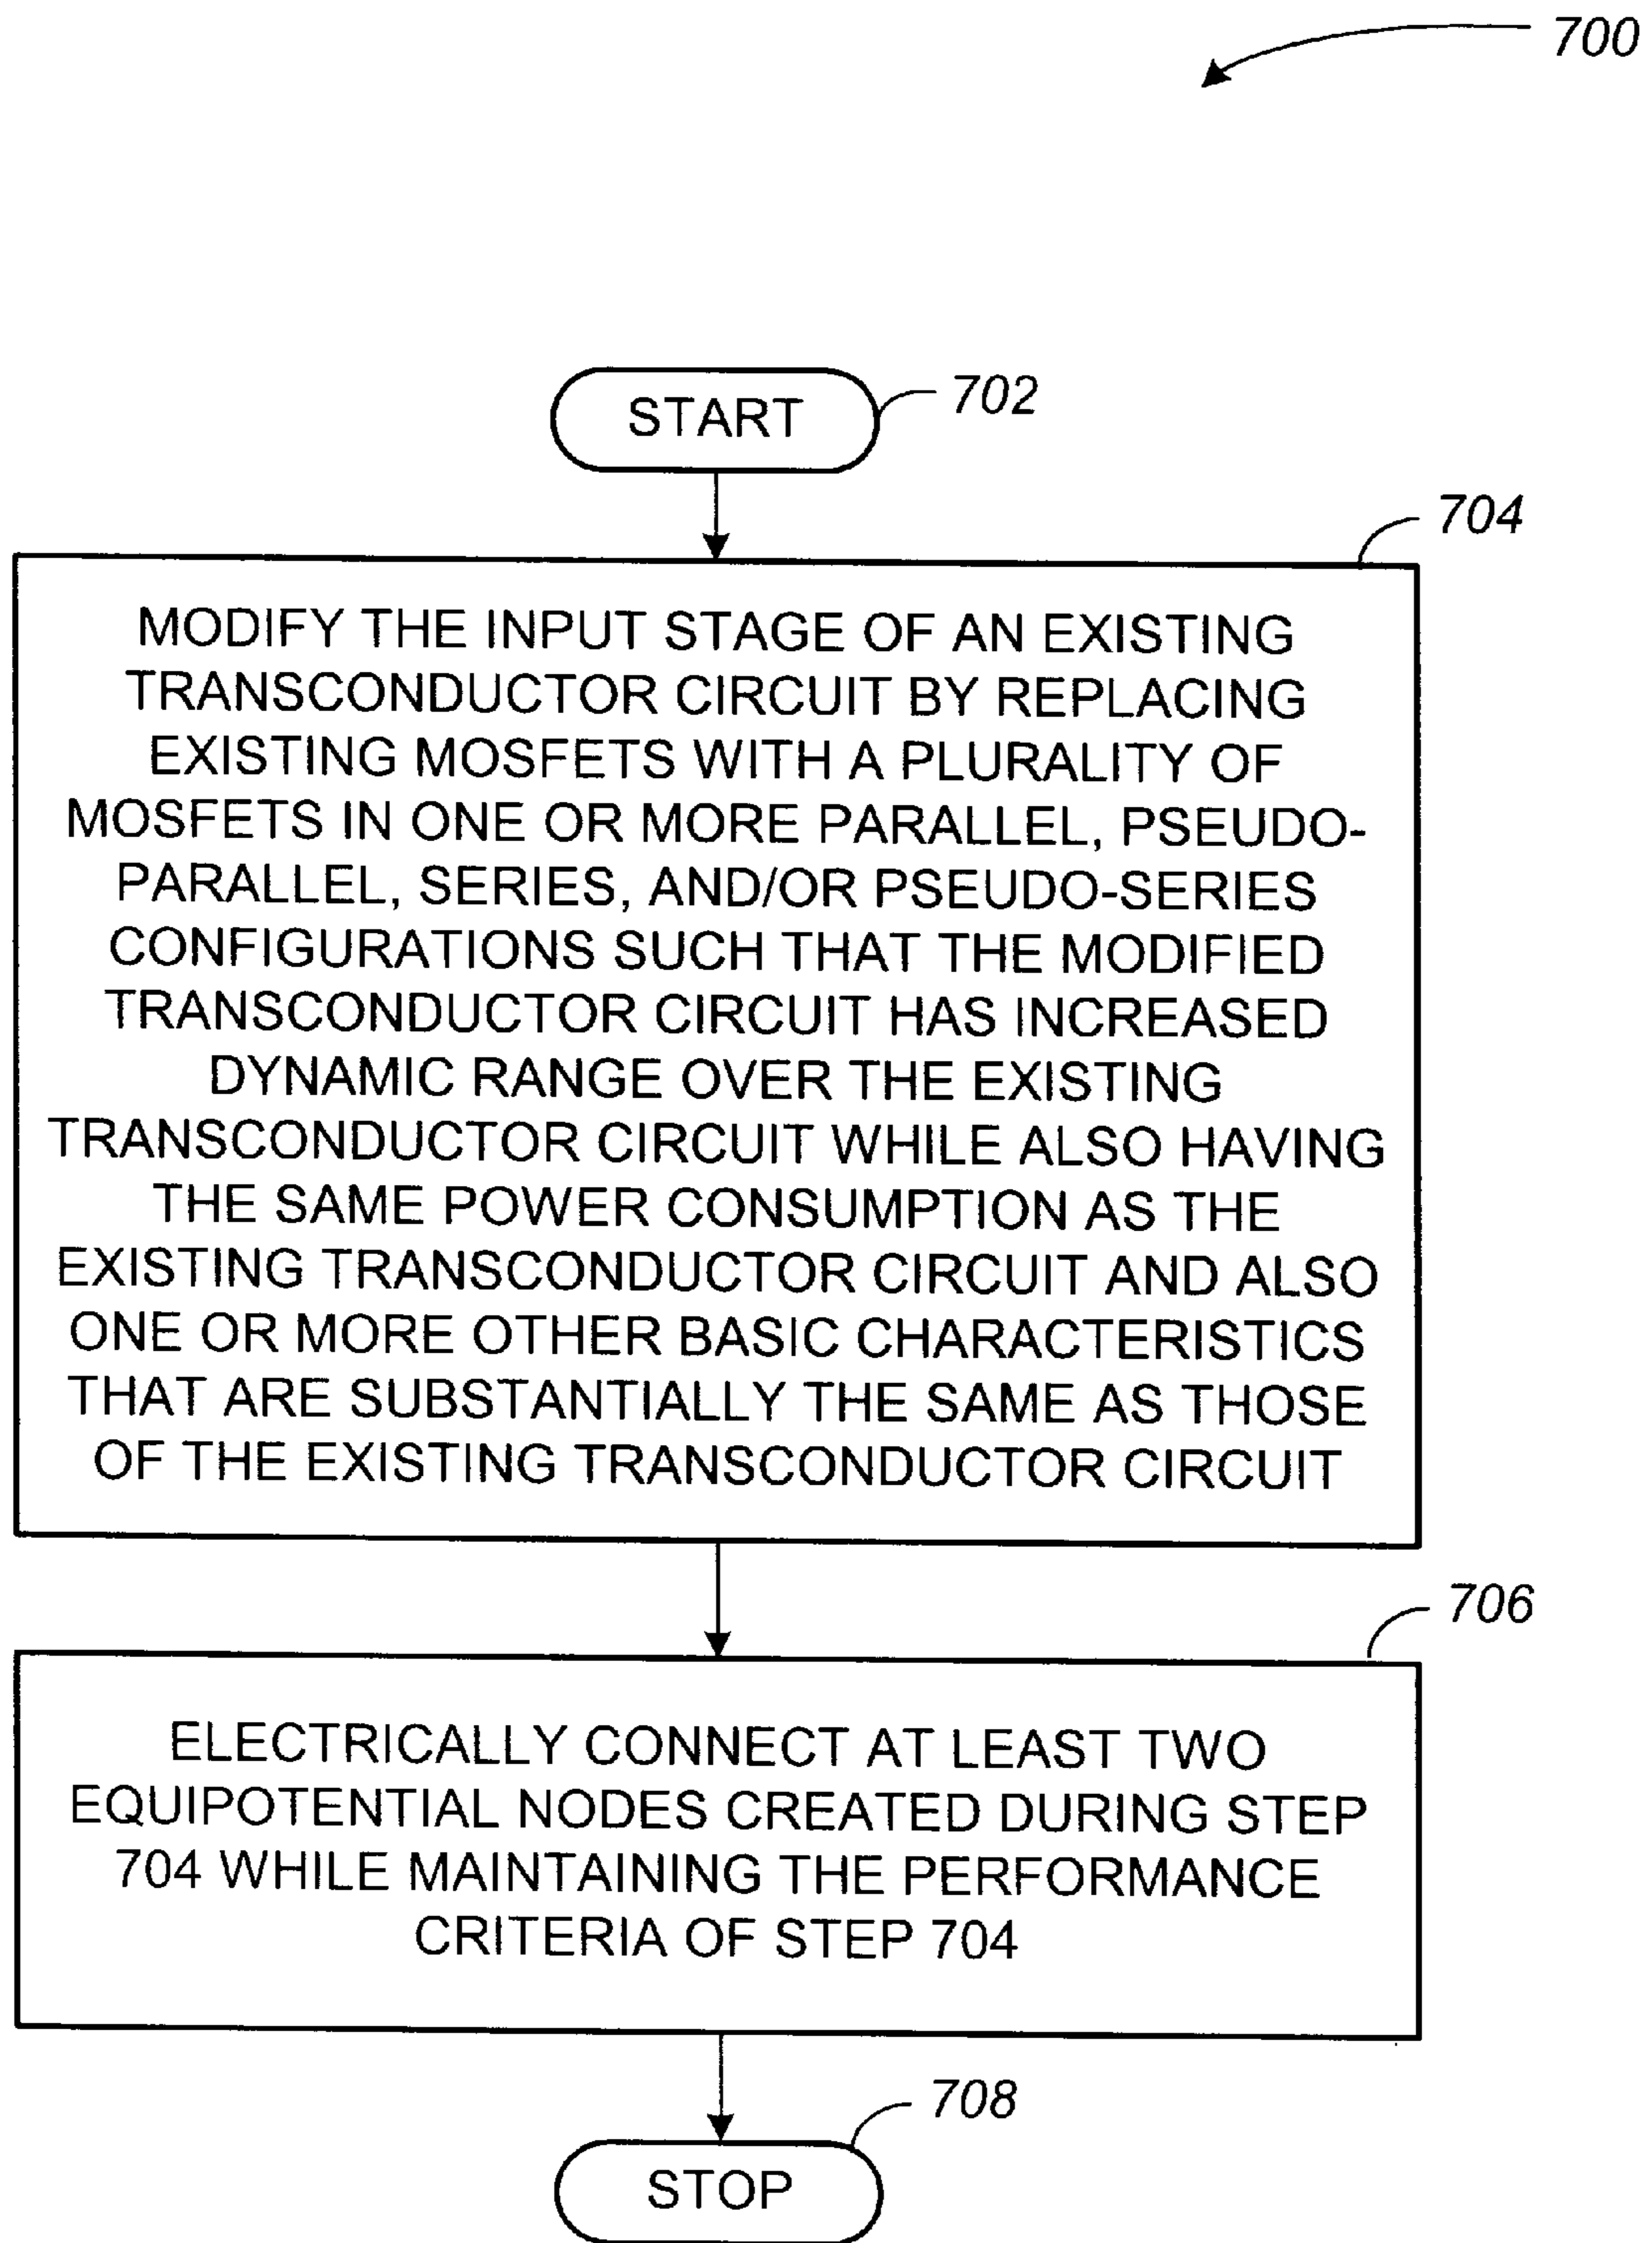 700
START
702
704
MODIFY THE INPUT STAGE OF AN EXISTING
TRANSCONDUCTOR CIRCUIT BY REPLACING
EXISTING MOSFETS WITH A PLURALITY OF
MOSFETS IN ONE OR MORE PARALLEL, PSEUDO-
PARALLEL, SERIES, AND/OR PSEUDO-SERIES
CONFIGURATIONS SUCH THAT THE MODIFIED
TRANSCONDUCTOR CIRCUIT HAS INCREASED
DYNAMIC RANGE OVER THE EXISTING
TRANSCONDUCTOR CIRCUIT WHILE ALSO HAVING
THE SAME POWER CONSUMPTION AS THE
EXISTING TRANSCONDUCTOR CIRCUIT AND ALSO
ONE OR MORE OTHER BASIC CHARACTERISTICS
THAT ARE SUBSTANTIALLY THE SAME AS THOSE
OF THE EXISTING TRANSCONDUCTOR CIRCUIT
706
ELECTRICALLY CONNECT AT LEAST TWO
EQUIPOTENTIAL NODES CREATED DURING STEP
704 WHILE MAINTAINING THE PERFORMANCE
CRITERIA OF STEP 704
708
STOP